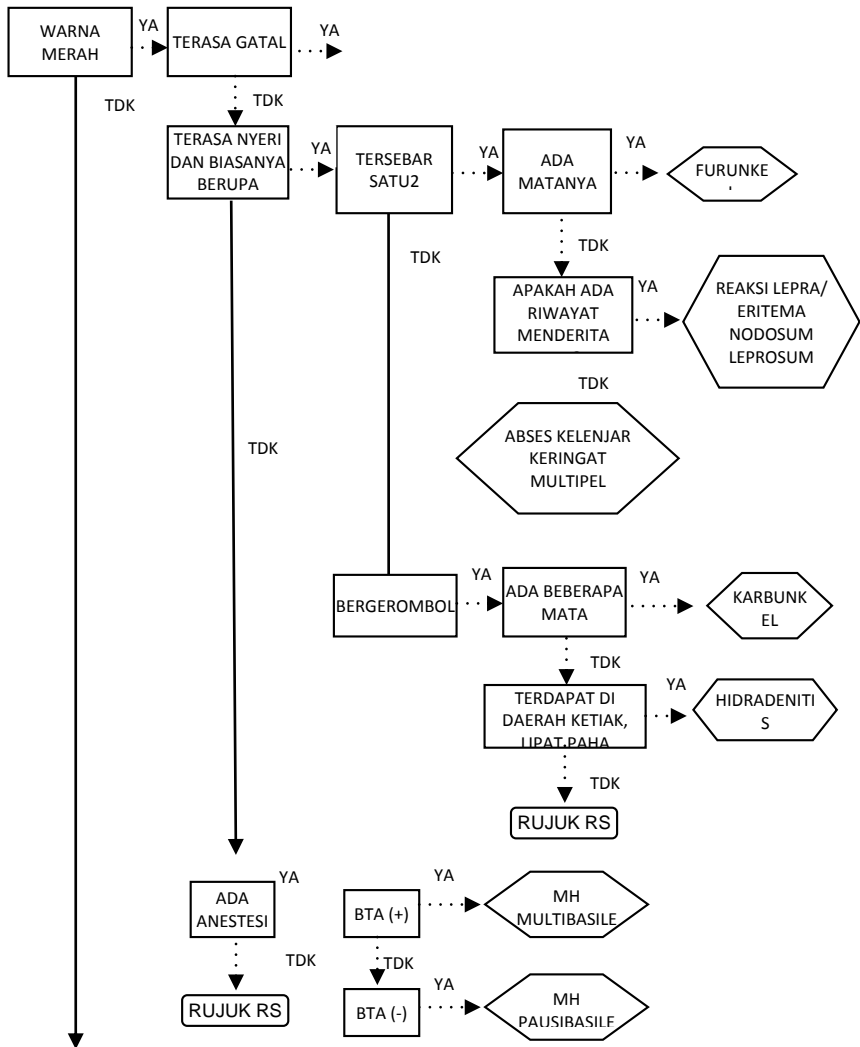 WARNA
MERAH
YA
TERASA GATAL
YA
TDK
TDK
TERASA NYERI
DAN BIASANYA
BERUPA
YA
TERSEBAR
SATU2
YA
ADA
MATANYA
YA
FURUNKE
TDK
TDK
APAKAH ADA
RIWAYAT
MENDERITA
YA
REAKSI LEPRA/
ERITEMA
NODOSUM
LEPROSUM
TDK
ABSES KELENJAR
KERINGAT
MULTIPEL
TDK
BERGEROMBOL
YA
ADA BEBERAPA
MATA
YA
KARBUNK
EL
TDK
TERDAPAT DI
DAERAH KETIAK,
LIPAT PAHA
YA
HIDRADENITI
S
TDK
RUJUK RS
ADA
ANESTESI
YA
BTA (+)
YA
MH
MULTIBASILE
TDK
TDK
RUJUK RS
BTA (-)
YA
MH
PAUSIBASILE